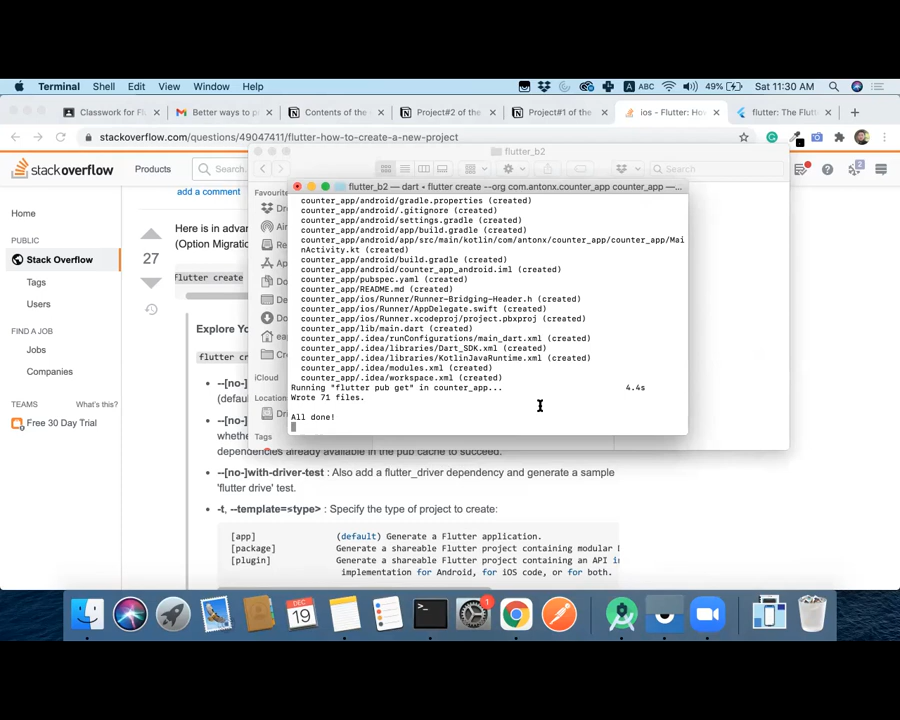 Terminal Shell Edit View Window Help
A ABC 49% Sat 11:30 AM
Classwork for Fl
Better ways to p
Contents of the
Project#2 of the
Project#1 of the
ios - Flutter: How
flutter: The Flutt
stackoverflow.com/questions/49047411/flutter-how-to-create-a-new-project
stackoverflow
Products
2
flutter_b2
Search
add a comment
Home
PUBLIC
Stack Overflow
Tags
Users
FIND A JOB
Jobs
Companies
TEAMS
What's this?
Free 30 Day Trial
27
Here is in advan
(Option Migratio
flutter create
Explore Yo
flutter cr
--[no-]
(defau
--[no-]
wheth
dependencies already available in the pub cache to succeed.
--[no-]with-driver-test : Also add a flutter_driver dependency and generate a sample
'flutter drive' test.
-t, --template=<type> : Specify the type of project to create:
[app] (default) Generate a Flutter application.
[package] Generate a shareable Flutter project containing modular D
[plugin] Generate a shareable Flutter project containing an API in
implementation for Android, for iOS code, or for both.
Favourite
iCloud
Location
Tags
flutter_b2 — dart • flutter create --org com.antonx.counter_app counter_app —...
counter_app/android/gradle.properties (created)
counter_app/android/.gitignore (created)
counter_app/android/settings.gradle (created)
counter_app/android/app/build.gradle (created)
counter_app/android/app/src/main/kotlin/com/antonx/counter_app/counter_app/Mai
nActivity.kt (created)
counter_app/android/build.gradle (created)
counter_app/android/counter_app_android.iml (created)
counter_app/pubspec.yaml (created)
counter_app/README.md (created)
counter_app/ios/Runner/Runner-Bridging-Header.h (created)
counter_app/ios/Runner/AppDelegate.swift (created)
counter_app/ios/Runner.xcodeproj/project.pbxproj (created)
counter_app/lib/main.dart (created)
counter_app/.idea/runConfigurations/main_dart.xml (created)
counter_app/.idea/libraries/Dart_SDK.xml (created)
counter_app/.idea/libraries/KotlinJavaRuntime.xml (created)
counter_app/.idea/modules.xml (created)
counter_app/.idea/workspace.xml (created)
Running "flutter pub get" in counter_app... 4.4s
Wrote 71 files.
All done!
DEC
19
1